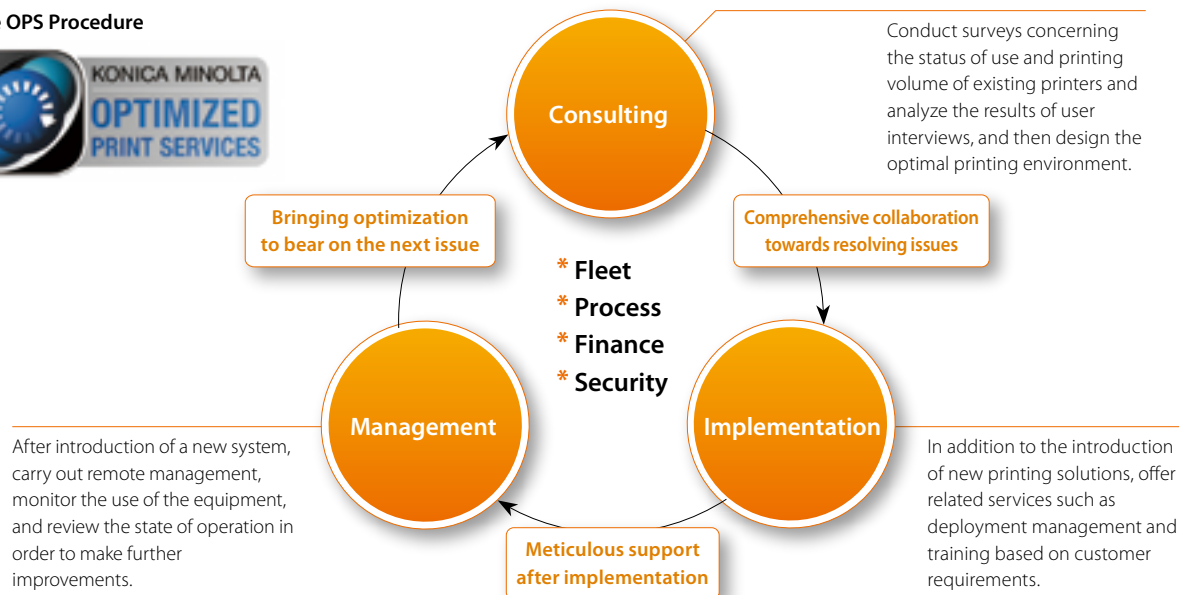 OPS Procedure
KONICA MINOLTA
OPTIMIZED
PRINT SERVICES
Consulting
Conduct surveys concerning
the status of use and printing
volume of existing printers and
analyze the results of user
interviews, and then design the
optimal printing environment.
Bringing optimization
to bear on the next issue
Comprehensive collaboration
towards resolving issues
* Fleet
* Process
* Finance
* Security
Management
Implementation
After introduction of a new system,
carry out remote management,
monitor the use of the equipment,
and review the state of operation in
order to make further
improvements.
In addition to the introduction
of new printing solutions, offer
related services such as
deployment management and
training based on customer
requirements.
Meticulous support
after implementation